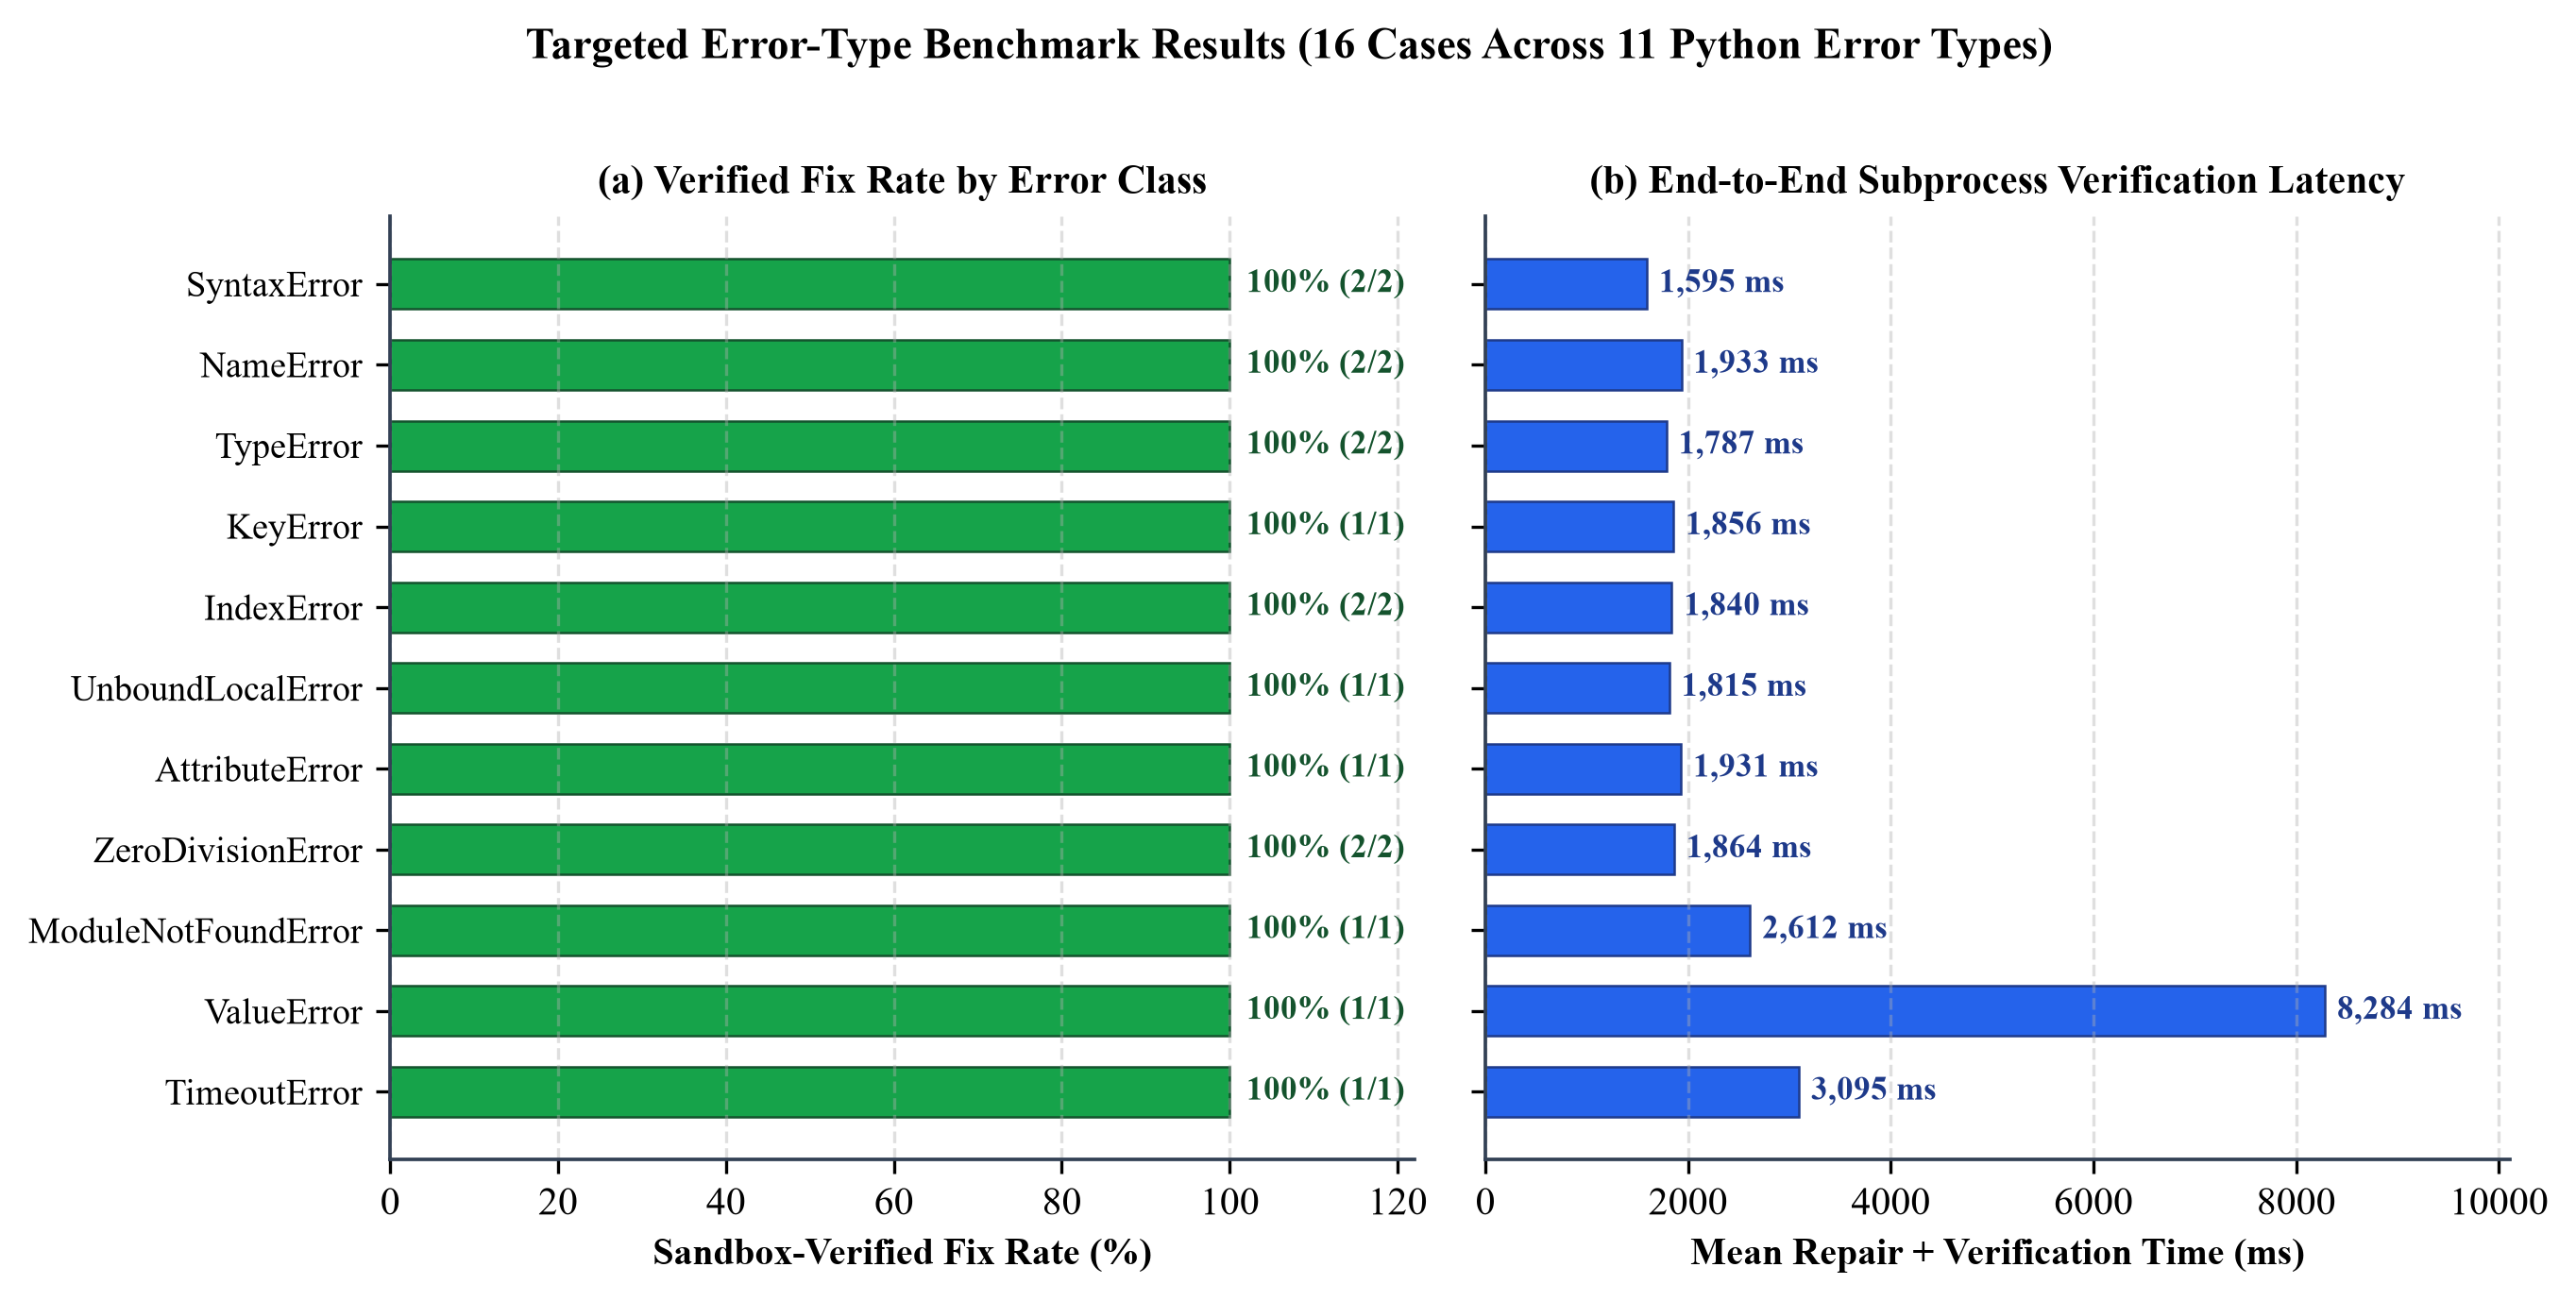 Targeted Error-Type Benchmark Results (16 Cases Across 11 Python Error Types)
(a) Verified Fix Rate by Error Class
SyntaxError 100% (2/2)
NameError 100% (2/2)
TypeError 100% (2/2)
KeyError 100% (1/1)
IndexError 100% (2/2)
UnboundLocalError 100% (1/1)
AttributeError 100% (1/1)
ZeroDivisionError 100% (2/2)
ModuleNotFoundError 100% (1/1)
ValueError 100% (1/1)
TimeoutError 100% (1/1)
0 20 40 60 80 100 120
Sandbox-Verified Fix Rate (%)
(b) End-to-End Subprocess Verification Latency
1,595 ms
1,933 ms
1,787 ms
1,856 ms
1,840 ms
1,815 ms
1,931 ms
1,864 ms
2,612 ms
8,284 ms
3,095 ms
0 2000 4000 6000 8000 10000
Mean Repair + Verification Time (ms)